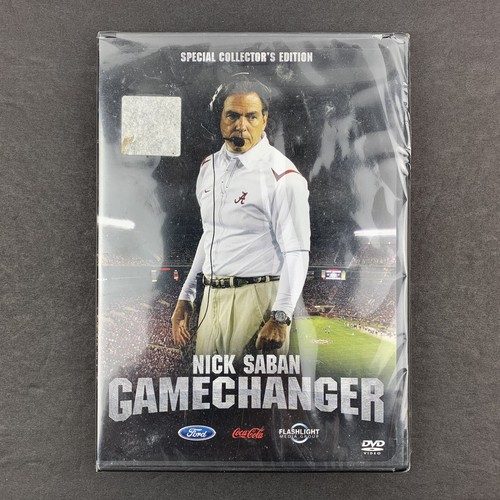 SPECIAL COLLECTOR'S EDITION
A
NICK SABAN
GAMECHANGER
Ford
Coca-Cola
FLASHLIGHT
MEDIA GROUP
DVD
VIDEO